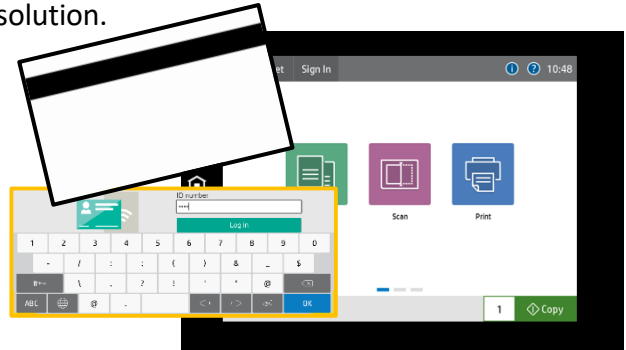 solution.
et Sign In 10:48
Scan Print
ID number
••••
Log In
1 2 3 4 5 6 7 8 9 0
- / : ; ( ) & _ $
\ . ? ! ' " @
ABC @ . OK
1 Copy